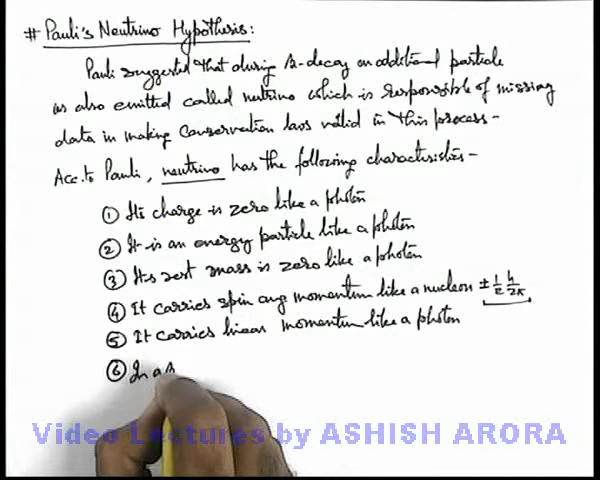 # Pauli's Neutrino Hypothesis:
Pauli suggested that during β-decay an additional particle
is also emitted called neutrino which is responsible of missing
data in making conservation laws valid in this process-
Acc. to Pauli, neutrino has the following characteristics-
① Its charge is zero like a photon
② It is an energy particle like a photon
③ Its rest mass is zero like a photon
④ It carries spin ang momentum like a nucleon ± 1/2 h/2π
⑤ It carries linear momentum like a photon
⑥ In a
Video Lectures by ASHISH ARORA